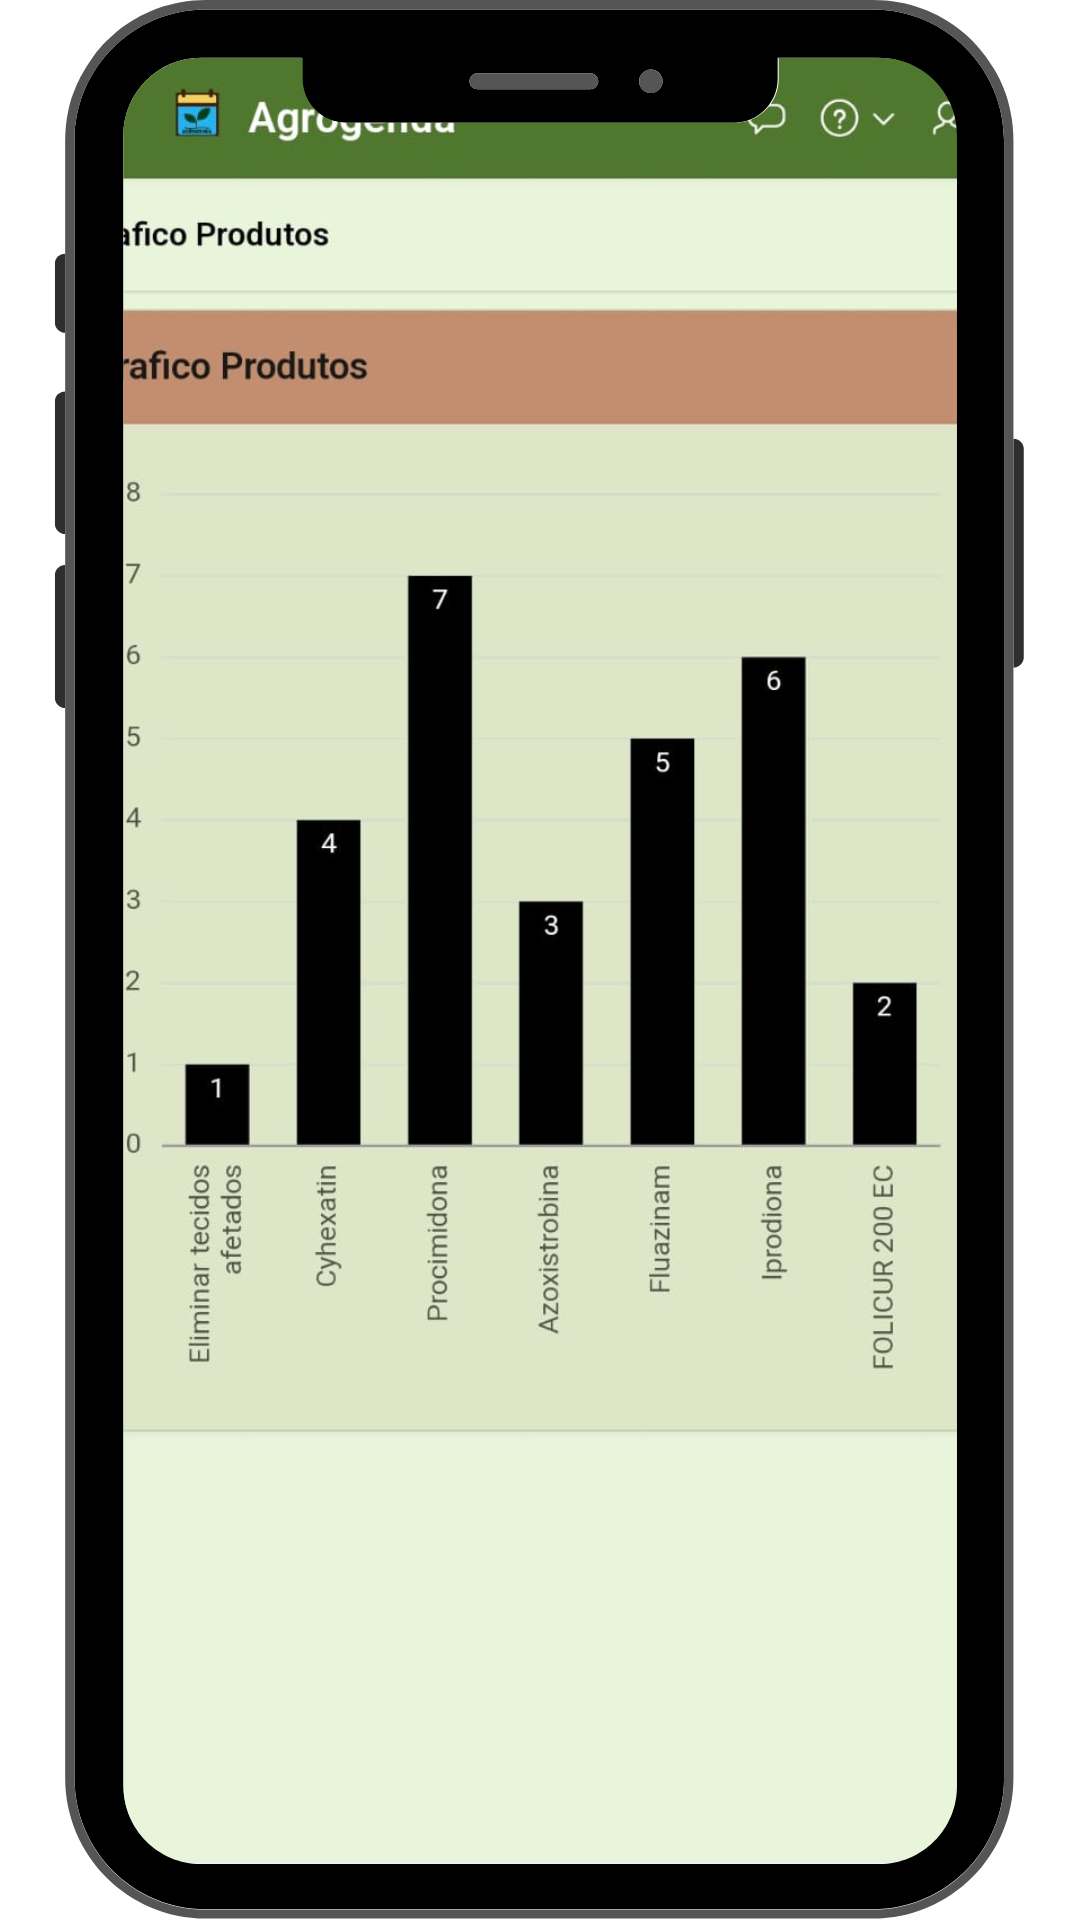 Agrogenda
afico Produtos
rafico Produtos
8
7
6
5
4
3
2
1
0
1
4
7
3
5
6
2
Eliminar tecidos
afetados
Cyhexatin
Procimidona
Azoxistrobina
Fluazinam
Iprodiona
FOLICUR 200 EC